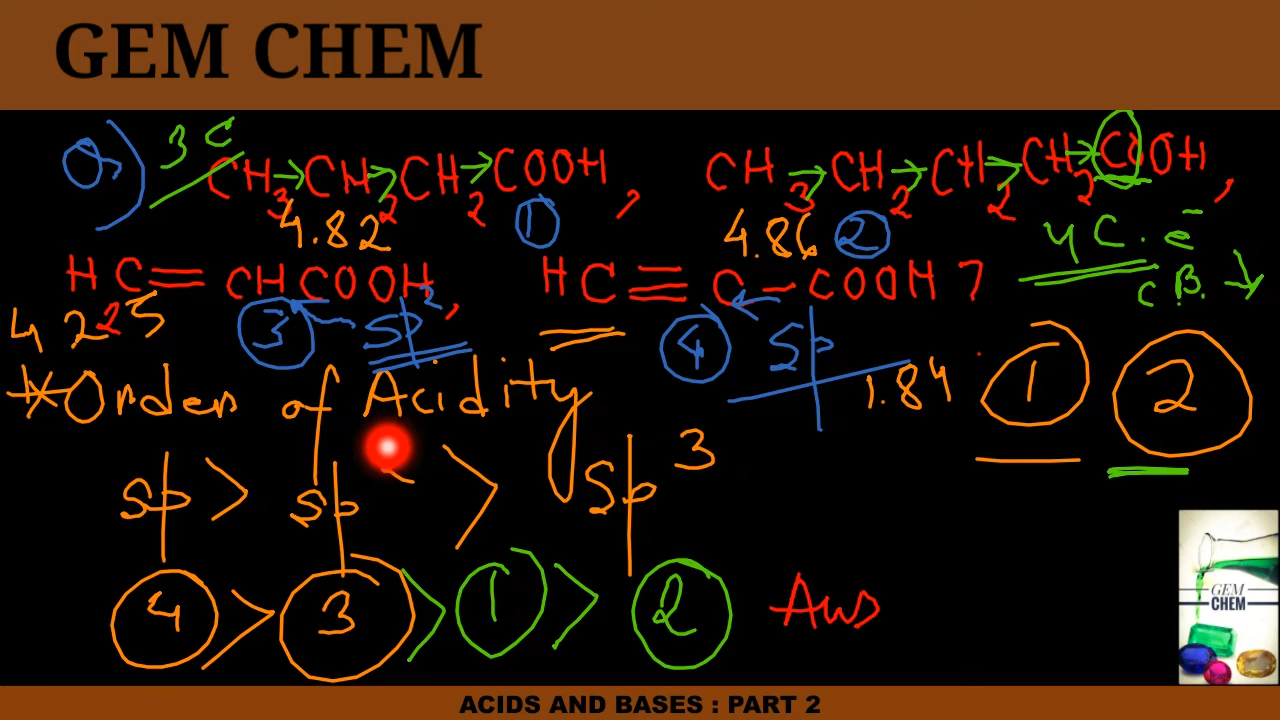 GEM CHEM
Q) 3 C CH3→CH2→CH2→COOH, CH3→CH2→CH2→CH2→COOH,
4.82 ① 4.86 ② 4 C. e⁻
H2C=CHCOOH, HC≡C-COOH? C.B. ↓
4.25 ③ sp² ④ sp 1.84 ① ②
*Order of Acidity
sp > sp² > sp3
④ > ③ > ① > ② Ans
GEM
CHEM
ACIDS AND BASES : PART 2